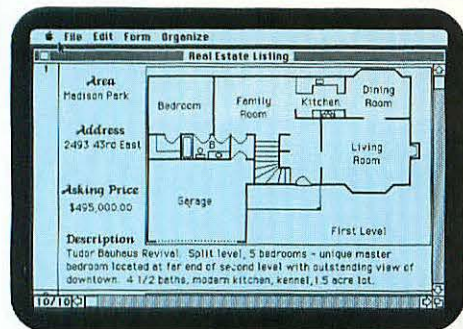 File Edit Form Organize
Real Estate Listing
1
Area
Madison Park
Address
2493 43rd East
Asking Price
$495,000.00
Bedroom
Family
Room
Kitchen
Dining
Room
B
Living
Room
Garage
First Level
Description
Tudor Bauhaus Revival. Split level, 5 bedrooms - unique master
bedroom located at far end of second level with outstanding view of
downtown. 4 1/2 baths, modern kitchen, kennel, 1.5 acre lot.
10/10